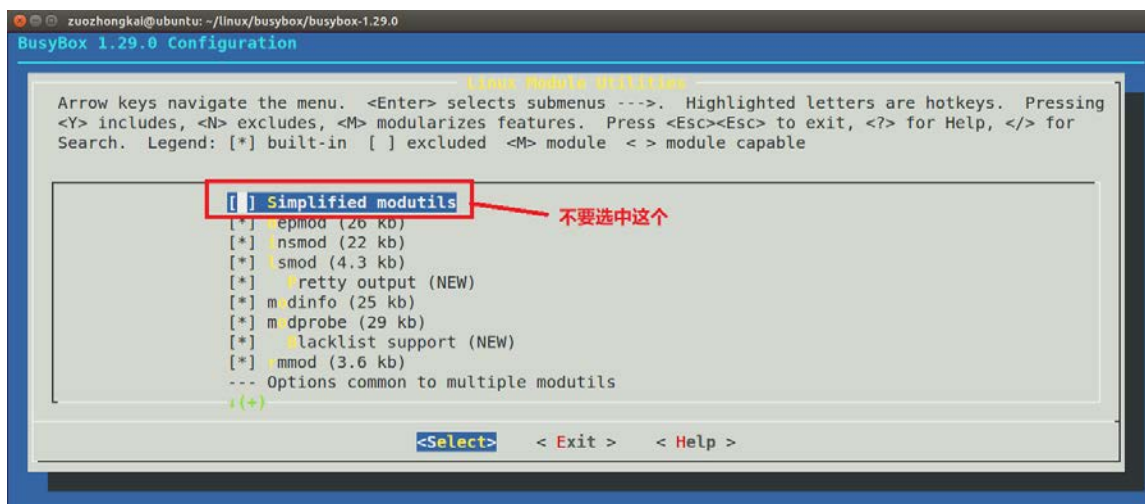 zuozhongkai@ubuntu: ~/linux/busybox/busybox-1.29.0
BusyBox 1.29.0 Configuration
Linux Module Utilities
Arrow keys navigate the menu. <Enter> selects submenus --->. Highlighted letters are hotkeys. Pressing
<Y> includes, <N> excludes, <M> modularizes features. Press <Esc><Esc> to exit, <?> for Help, </> for
Search. Legend: [*] built-in [ ] excluded <M> module < > module capable
[ ] Simplified modutils
不要选中这个
[*] depmod (26 kb)
[*] insmod (22 kb)
[*] lsmod (4.3 kb)
[*] Pretty output (NEW)
[*] modinfo (25 kb)
[*] modprobe (29 kb)
[*] Blacklist support (NEW)
[*] rmmod (3.6 kb)
--- Options common to multiple modutils
↓(+)
<Select> < Exit > < Help >